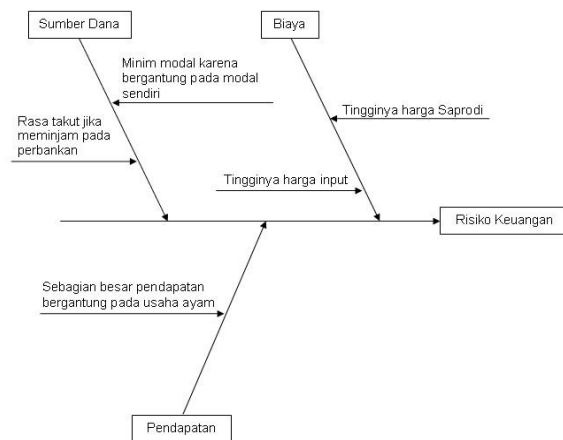 Sumber Dana
Biaya
Minim modal karena
bergantung pada modal
sendiri
Tingginya harga Saprodi
Rasa takut jika
meminjam pada
perbankan
Tingginya harga input
Risiko Keuangan
Sebagian besar pendapatan
bergantung pada usaha ayam
Pendapatan